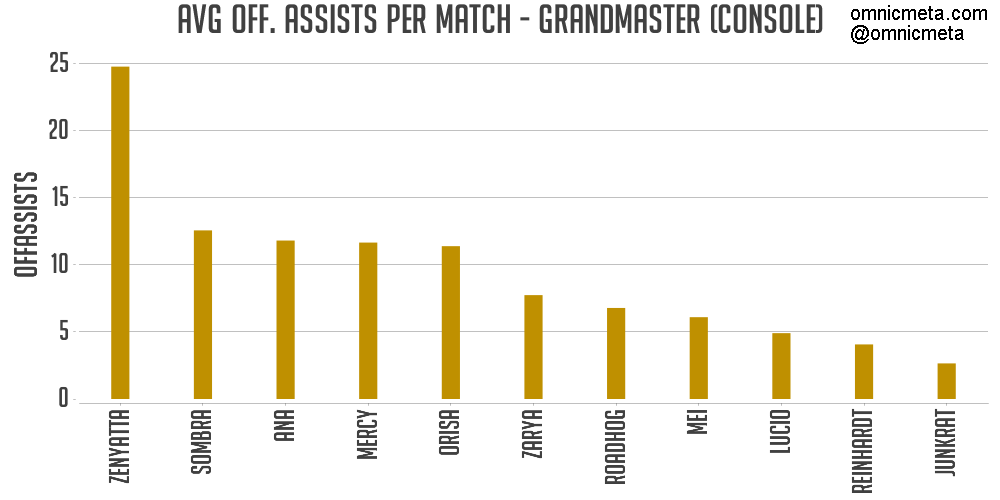 AVG OFF. ASSISTS PER MATCH - GRANDMASTER (CONSOLE)
omnicmeta.com
@omnicmeta
OFFASSISTS
25
20
15
10
5
0
ZENYATTA
SOMBRA
ANA
MERCY
ORISA
ZARYA
ROADHOG
MEI
LUCIO
REINHARDT
JUNKRAT